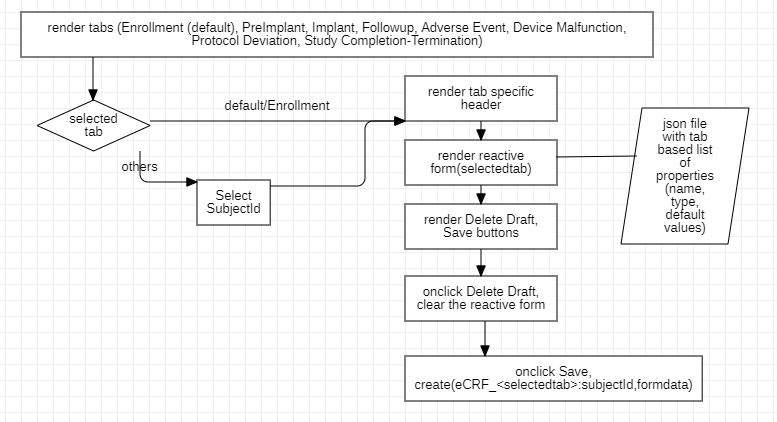 render tabs (Enrollment (default), PreImplant, Implant, Followup, Adverse Event, Device Malfunction,
Protocol Deviation, Study Completion-Termination)
selected
tab
default/Enrollment
others
Select
SubjectId
render tab specific
header
render reactive
form(selectedtab)
render Delete Draft,
Save buttons
onclick Delete Draft,
clear the reactive form
onclick Save,
create(eCRF_<selectedtab>:subjectId,formdata)
json file
with tab
based list
of
properties
(name,
type,
default
values)